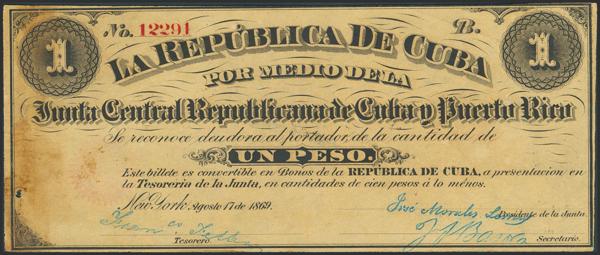 No. 12291 B.
1 LA REPÚBLICA DE CUBA 1
POR MEDIO DE LA
Junta Central Republicana de Cuba y Puerto Rico
Se reconoce deudora al portador, de la cantidad de
UN PESO.
Este billete es convertible en Bonos de la REPÚBLICA DE CUBA, a presentacion en
la Tesorería de la Junta, en cantidades de cien pesos á lo ménos.
New York, Agosto 17 de 1869.
José Morales Lemus Presidente de la Junta.
Tesorero. Secretario.